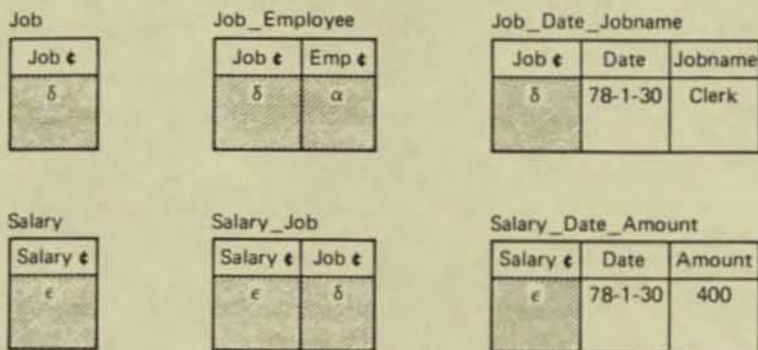 Job Job_Employee Job_Date_Jobname
Job ¢ Job ¢ Emp ¢ Job ¢ Date Jobname
δ δ α δ 78-1-30 Clerk
Salary Salary_Job Salary_Date_Amount
Salary ¢ Salary ¢ Job ¢ Salary ¢ Date Amount
ϵ ϵ δ ϵ 78-1-30 400